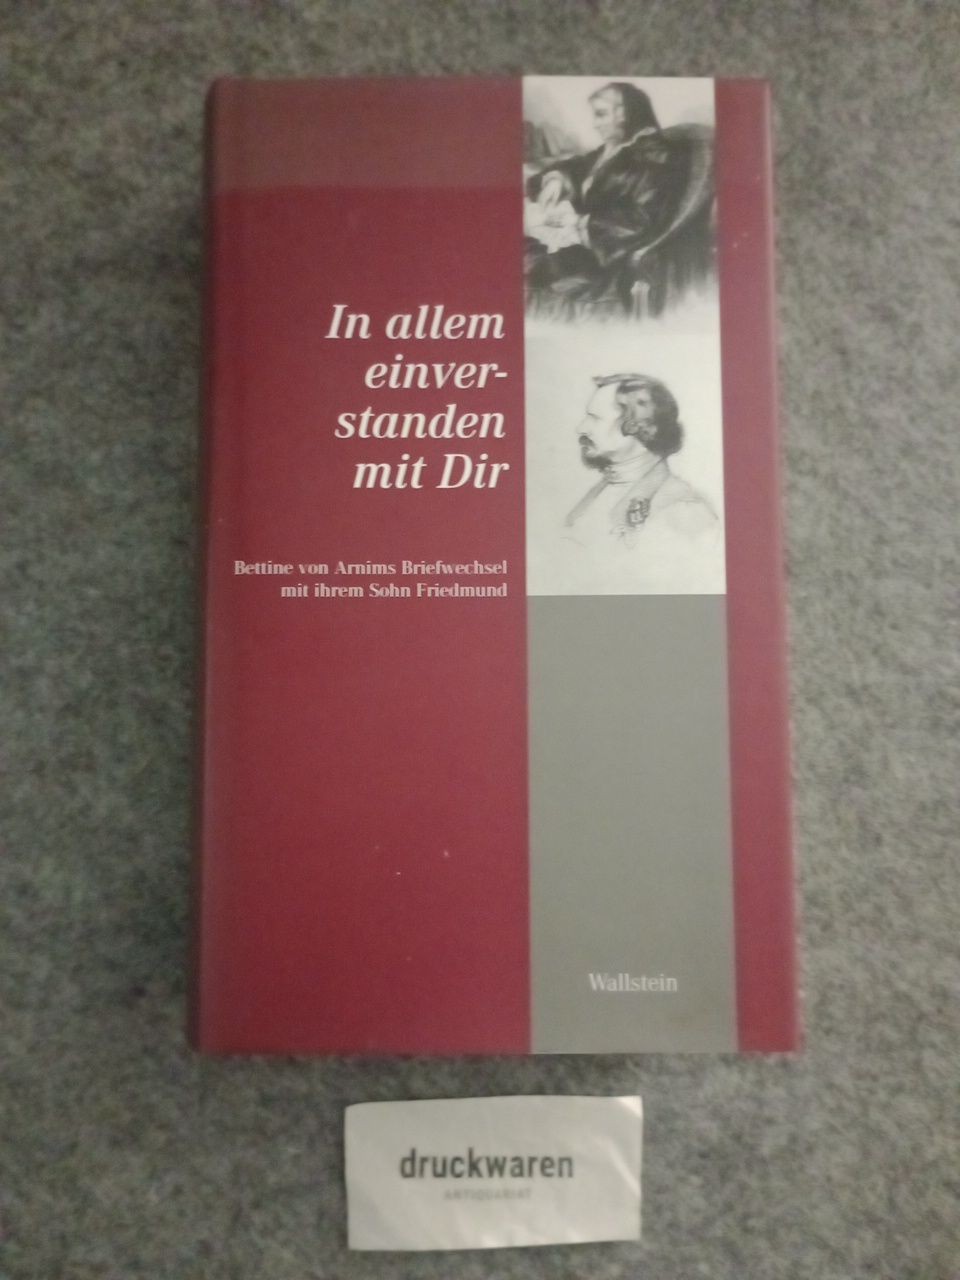 In allem
einver-
standen
mit Dir
Bettine von Arnims Briefwechsel
mit ihrem Sohn Friedmund
Wallstein
druckwaren
ANTIQUARIAT